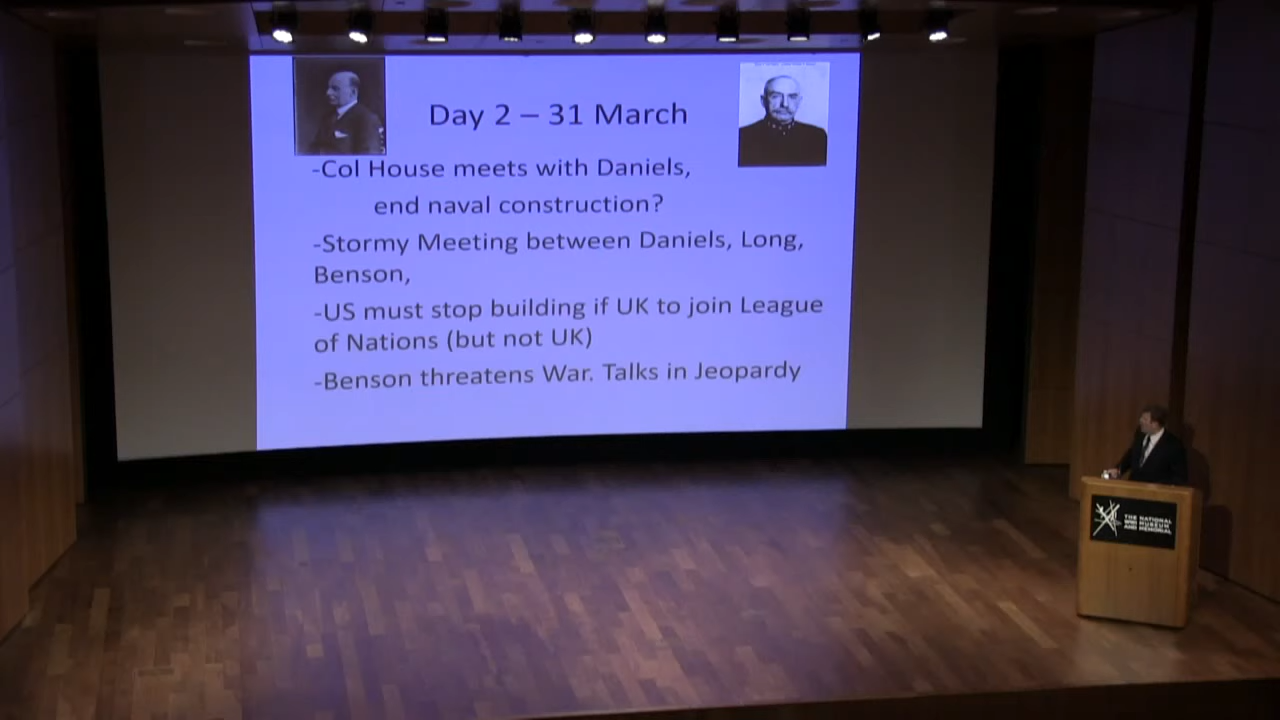 Day 2 – 31 March
-Col House meets with Daniels,
end naval construction?
-Stormy Meeting between Daniels, Long,
Benson,
-US must stop building if UK to join League
of Nations (but not UK)
-Benson threatens War. Talks in Jeopardy
THE NATIONAL
WWI MUSEUM
AND MEMORIAL